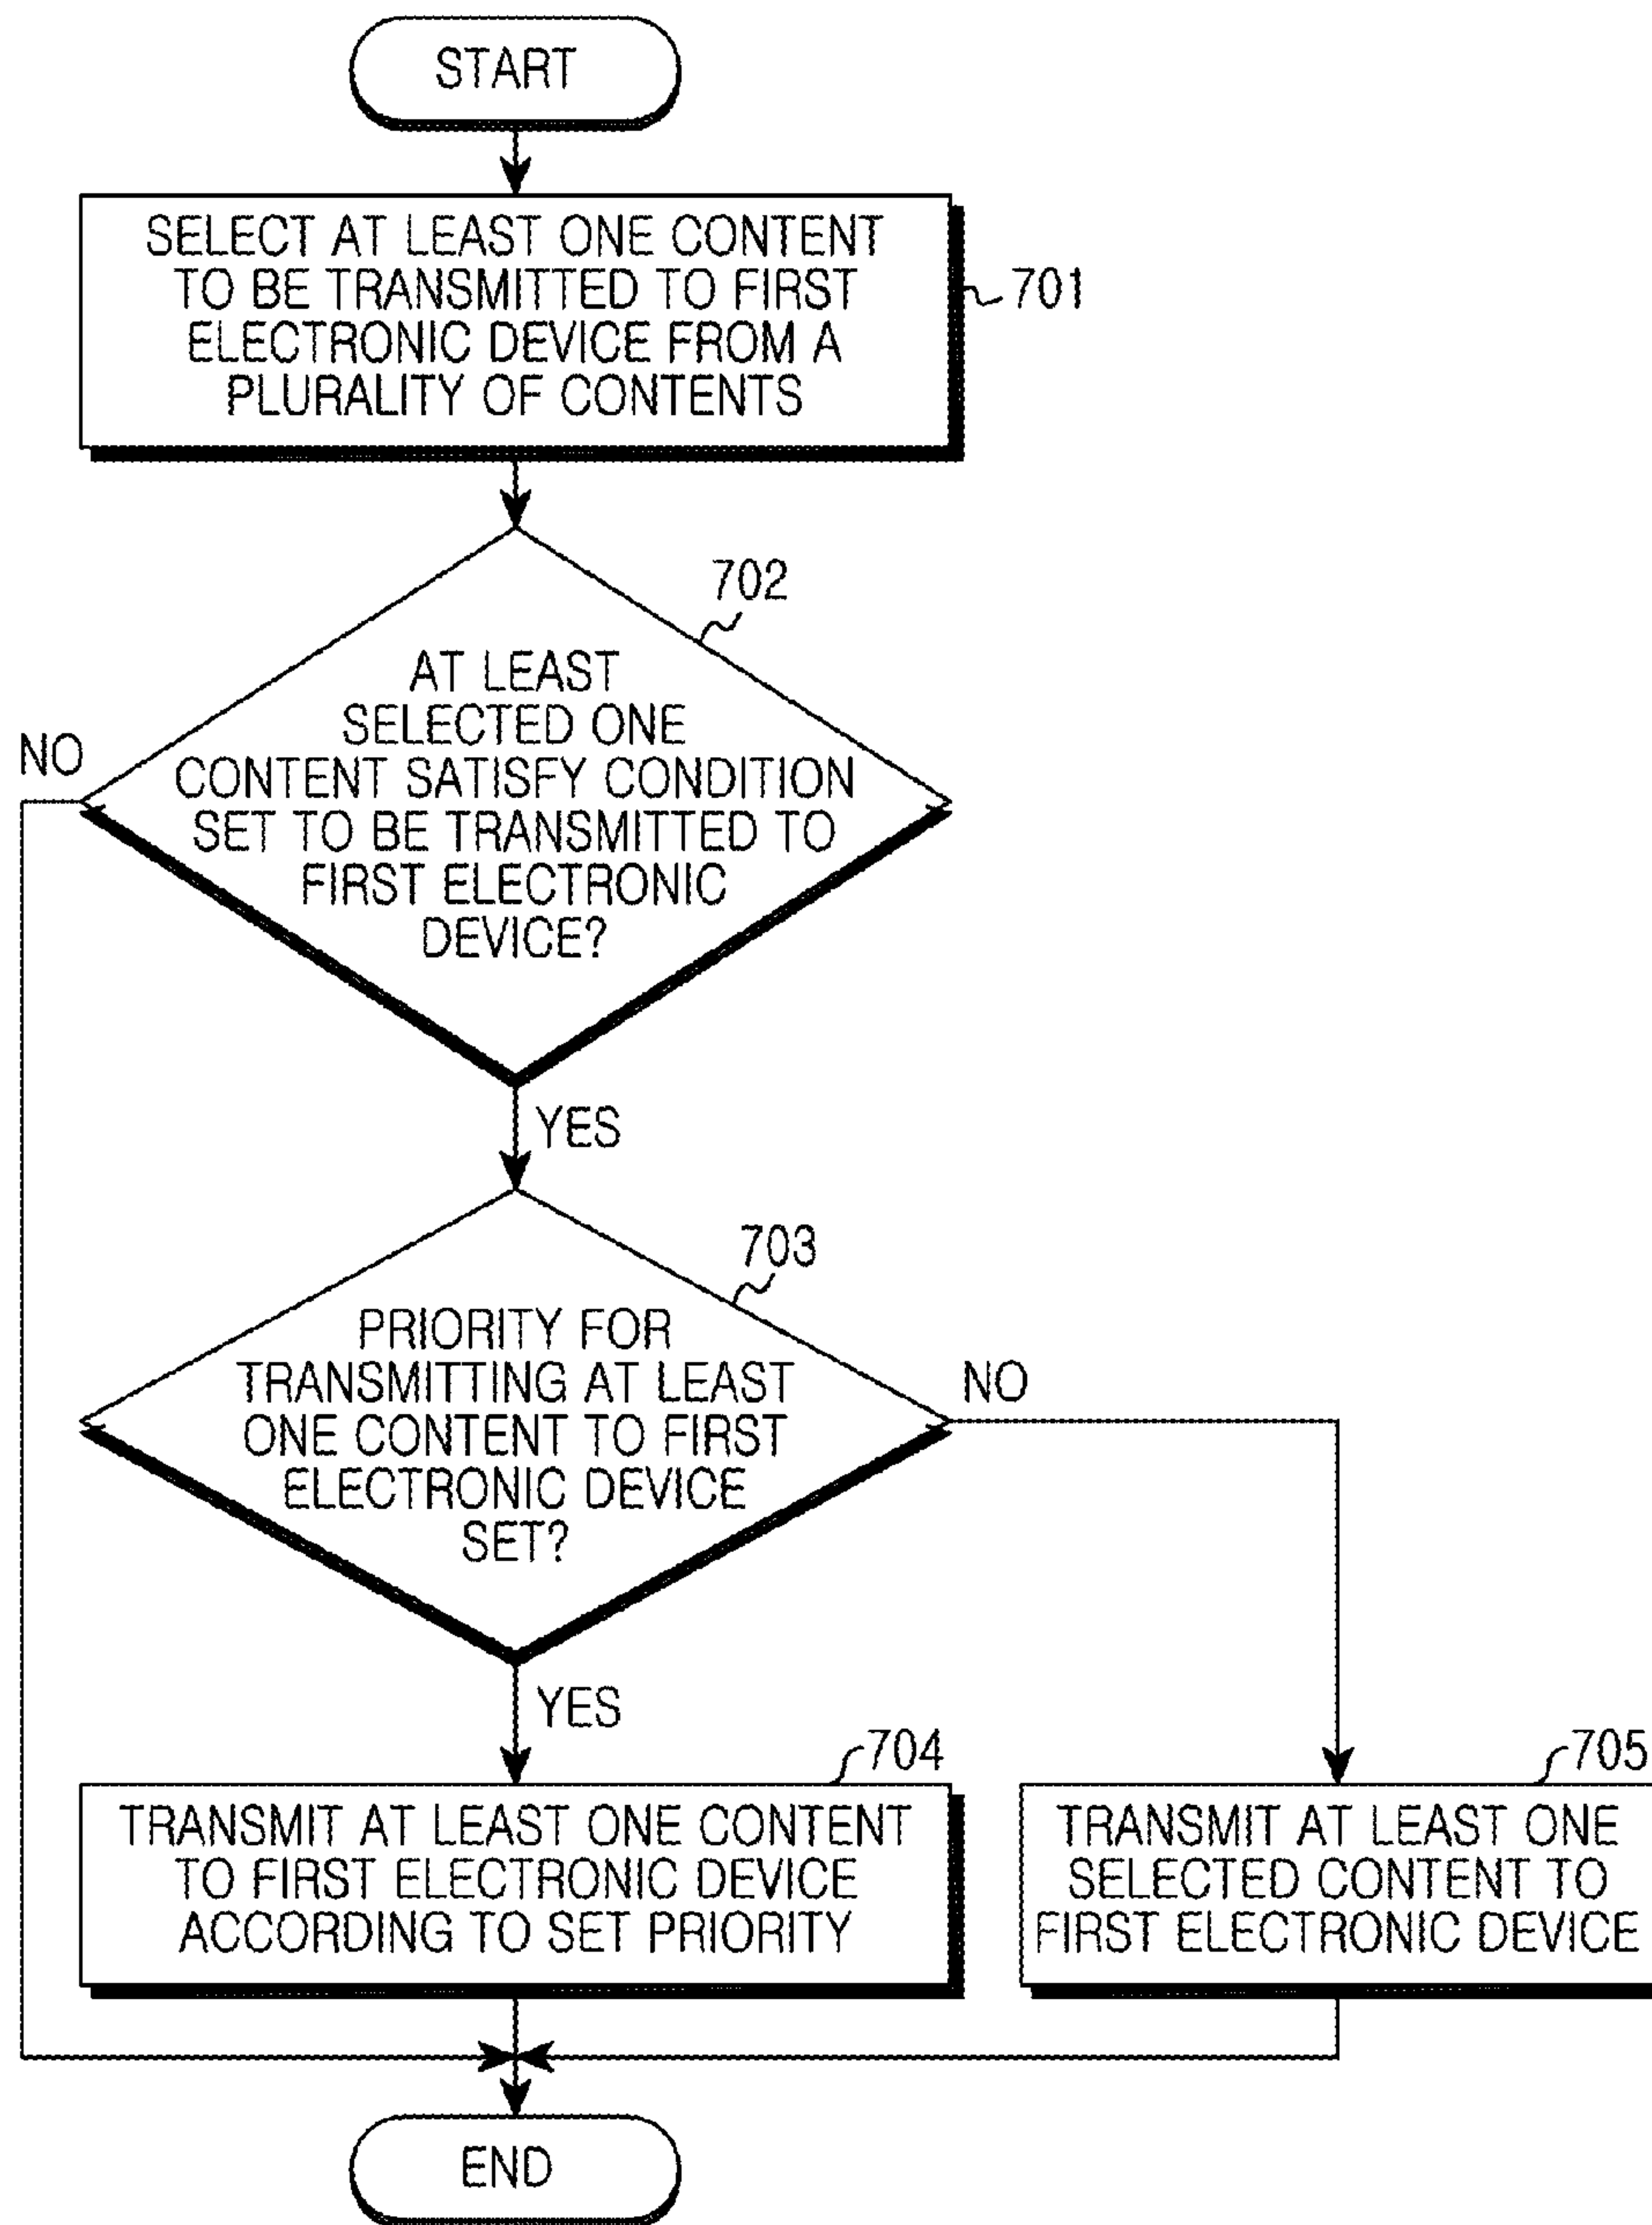 START
SELECT AT LEAST ONE CONTENT
TO BE TRANSMITTED TO FIRST
ELECTRONIC DEVICE FROM A
PLURALITY OF CONTENTS
701
702
AT LEAST
SELECTED ONE
CONTENT SATISFY CONDITION
SET TO BE TRANSMITTED TO
FIRST ELECTRONIC
DEVICE?
NO
YES
703
PRIORITY FOR
TRANSMITTING AT LEAST
ONE CONTENT TO FIRST
ELECTRONIC DEVICE
SET?
NO
YES
704
TRANSMIT AT LEAST ONE CONTENT
TO FIRST ELECTRONIC DEVICE
ACCORDING TO SET PRIORITY
705
TRANSMIT AT LEAST ONE
SELECTED CONTENT TO
FIRST ELECTRONIC DEVICE
END